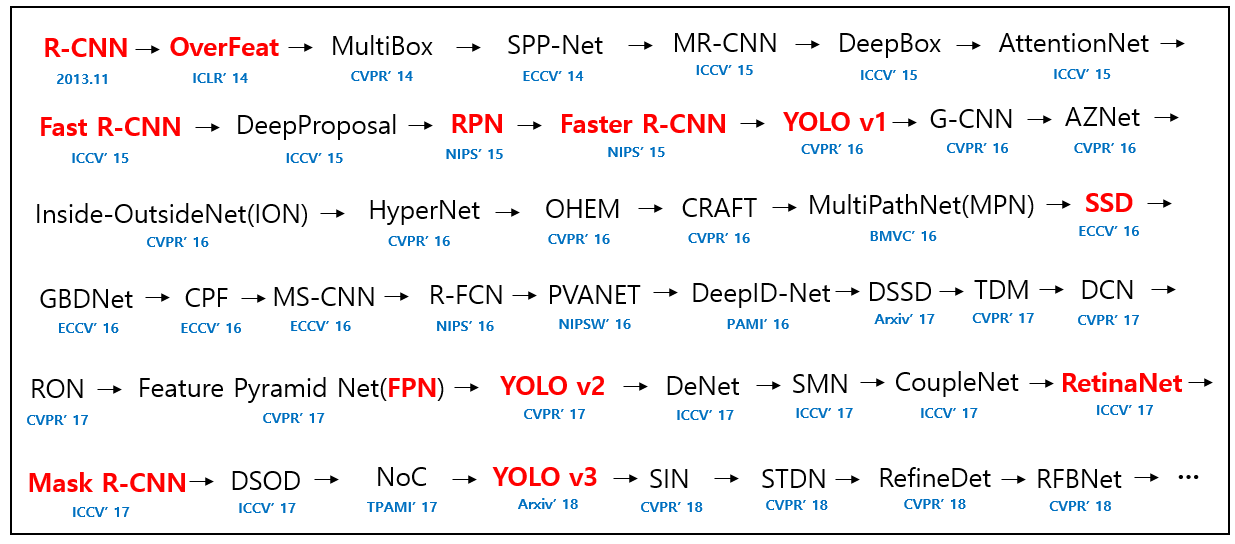 R-CNN → OverFeat → MultiBox → SPP-Net → MR-CNN → DeepBox → AttentionNet →
2013.11 ICLR' 14 CVPR' 14 ECCV' 14 ICCV' 15 ICCV' 15 ICCV' 15
Fast R-CNN → DeepProposal → RPN → Faster R-CNN → YOLO v1 → G-CNN → AZNet →
ICCV' 15 ICCV' 15 NIPS' 15 NIPS' 15 CVPR' 16 CVPR' 16 CVPR' 16
Inside-OutsideNet(ION) → HyperNet → OHEM → CRAFT → MultiPathNet(MPN) → SSD →
CVPR' 16 CVPR' 16 CVPR' 16 CVPR' 16 BMVC' 16 ECCV' 16
GBDNet → CPF → MS-CNN → R-FCN → PVANET → DeepID-Net → DSSD → TDM → DCN →
ECCV' 16 ECCV' 16 ECCV' 16 NIPS' 16 NIPSW' 16 PAMI' 16 Arxiv' 17 CVPR' 17 CVPR' 17
RON → Feature Pyramid Net(FPN) → YOLO v2 → DeNet → SMN → CoupleNet → RetinaNet →
CVPR' 17 CVPR' 17 CVPR' 17 ICCV' 17 ICCV' 17 ICCV' 17 ICCV' 17
Mask R-CNN → DSOD → NoC → YOLO v3 → SIN → STDN → RefineDet → RFBNet → ⋯
ICCV' 17 ICCV' 17 TPAMI' 17 Arxiv' 18 CVPR' 18 CVPR' 18 CVPR' 18 CVPR' 18